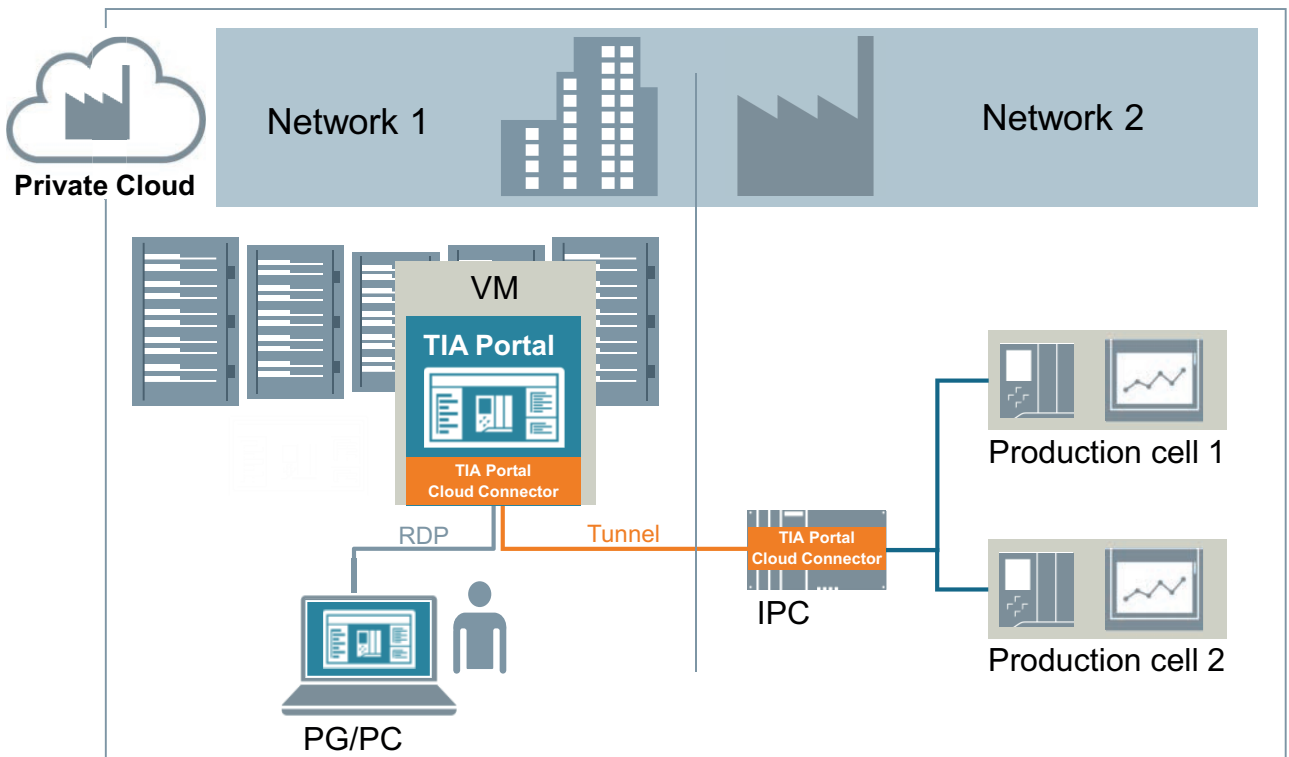 Network 1
Network 2
Private Cloud
VM
TIA Portal
TIA Portal
Cloud Connector
RDP
Tunnel
TIA Portal
Cloud Connector
IPC
Production cell 1
Production cell 2
PG/PC